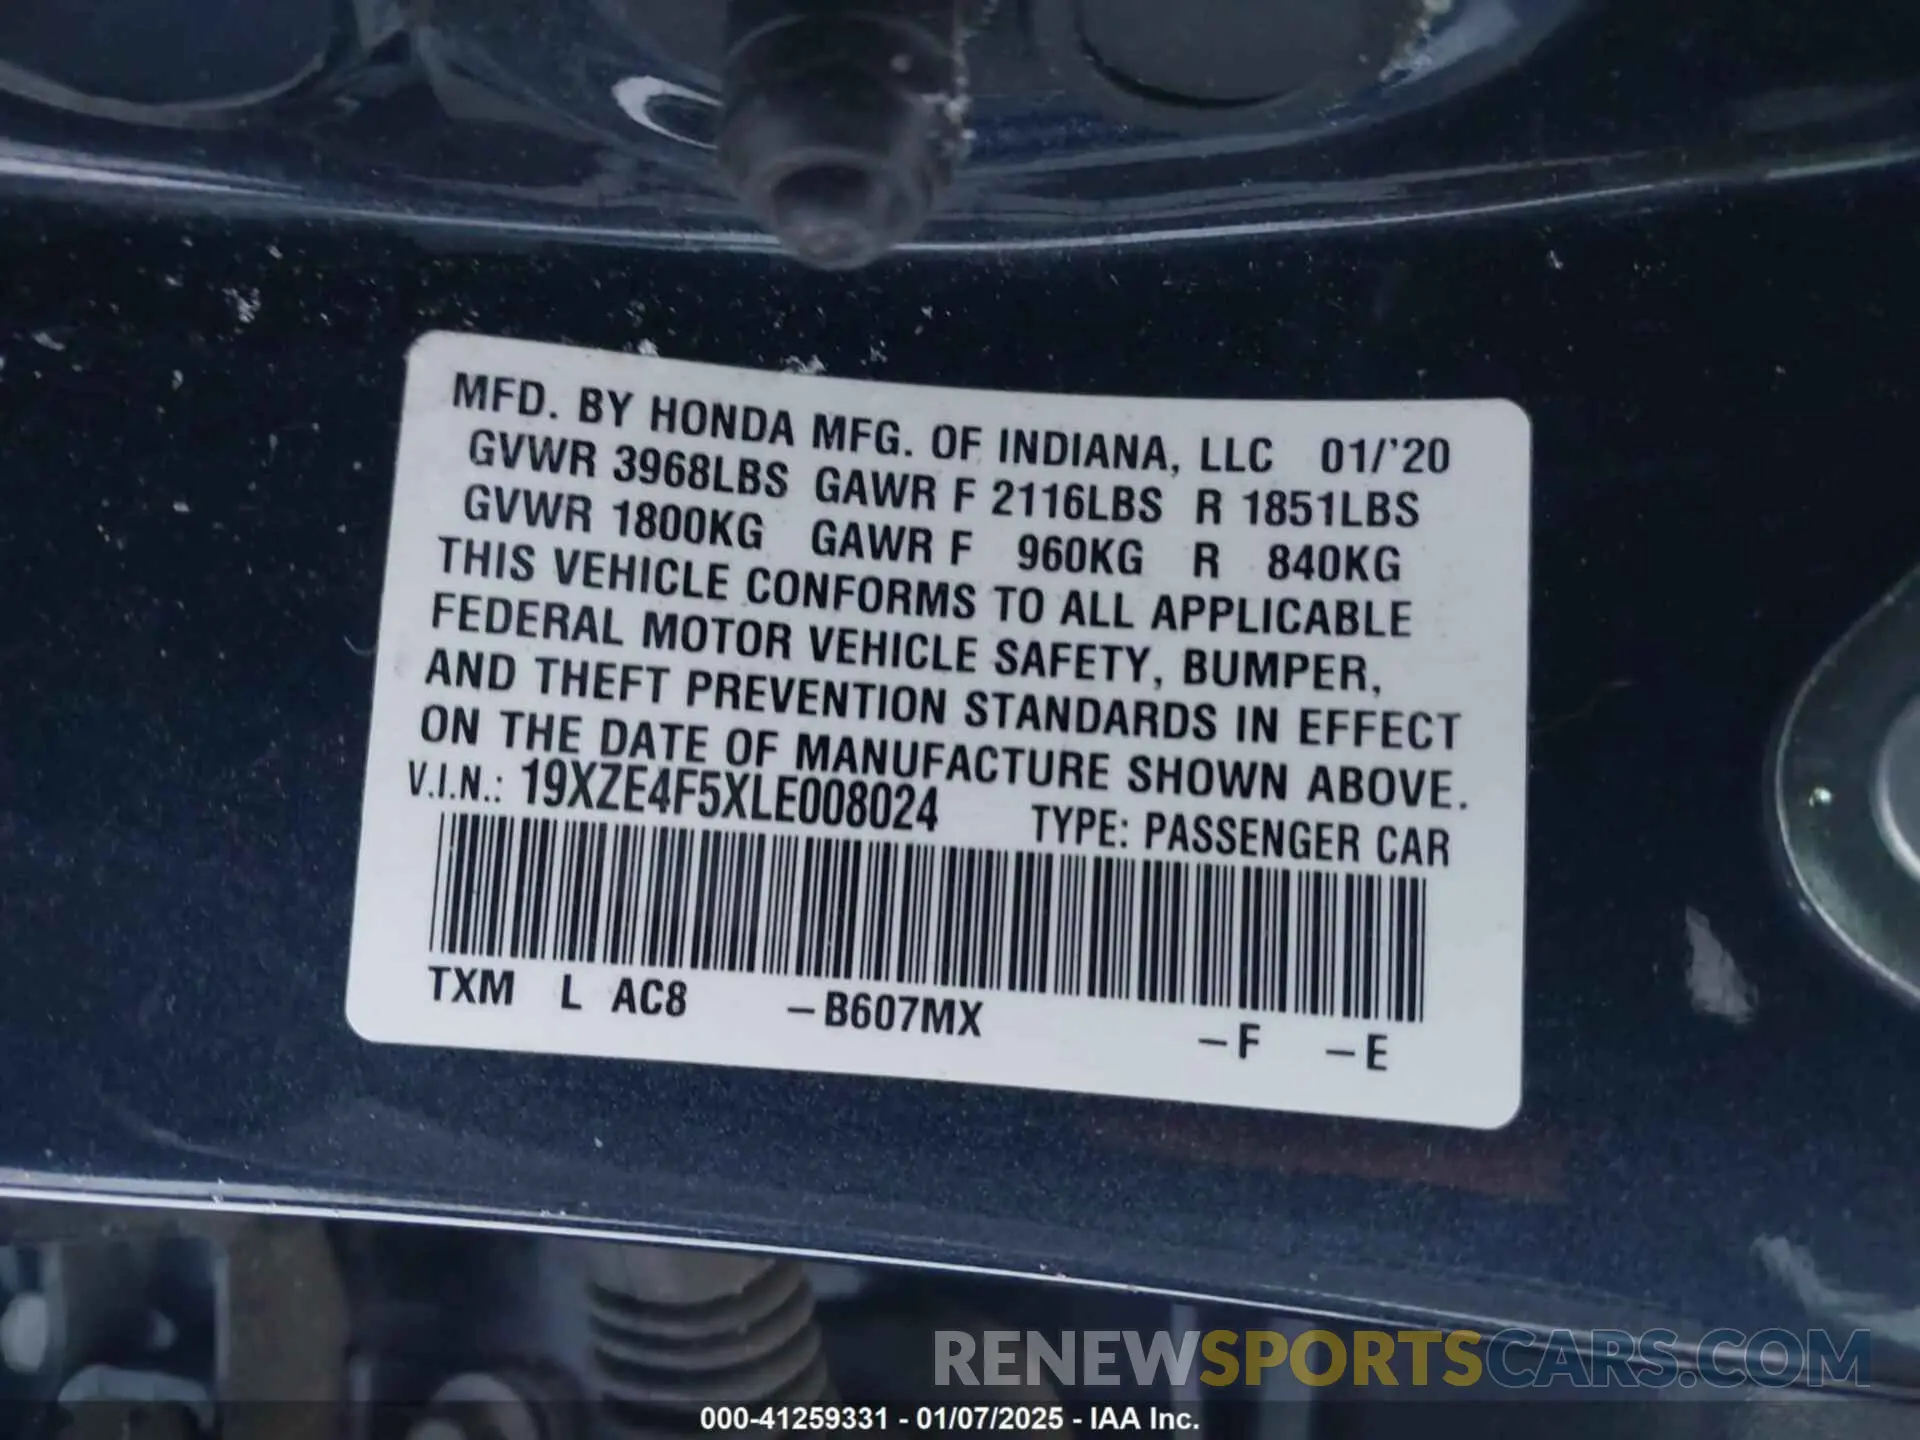 MFD. BY HONDA MFG. OF INDIANA, LLC 01/'20
GVWR 3968LBS GAWR F 2116LBS R 1851LBS
GVWR 1800KG GAWR F 960KG R 840KG
THIS VEHICLE CONFORMS TO ALL APPLICABLE
FEDERAL MOTOR VEHICLE SAFETY, BUMPER,
AND THEFT PREVENTION STANDARDS IN EFFECT
ON THE DATE OF MANUFACTURE SHOWN ABOVE.
V.I.N.: 19XZE4F5XLE008024 TYPE: PASSENGER CAR
TXM L AC8 –B607MX –F –E
RENEWSPORTSCARS.COM
000-41259331 - 01/07/2025 - IAA Inc.